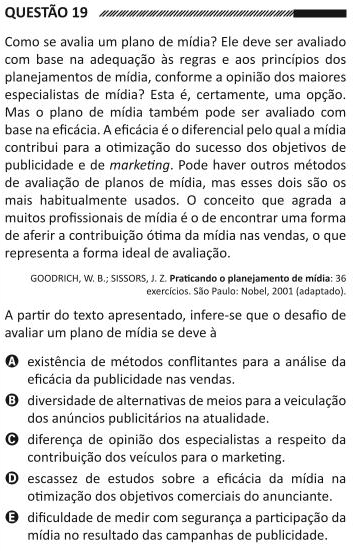 QUESTÃO 19
Como se avalia um plano de mídia? Ele deve ser avaliado
com base na adequação às regras e aos princípios dos
planejamentos de mídia, conforme a opinião dos maiores
especialistas de mídia? Esta é, certamente, uma opção.
Mas o plano de mídia também pode ser avaliado com
base na eficácia. A eficácia é o diferencial pelo qual a mídia
contribui para a otimização do sucesso dos objetivos de
publicidade e de marketing. Pode haver outros métodos
de avaliação de planos de mídia, mas esses dois são os
mais habitualmente usados. O conceito que agrada a
muitos profissionais de mídia é o de encontrar uma forma
de aferir a contribuição ótima da mídia nas vendas, o que
representa a forma ideal de avaliação.
GOODRICH, W. B.; SISSORS, J. Z. Praticando o planejamento de mídia: 36
exercícios. São Paulo: Nobel, 2001 (adaptado).
A partir do texto apresentado, infere-se que o desafio de
avaliar um plano de mídia se deve à
A existência de métodos conflitantes para a análise da
eficácia da publicidade nas vendas.
B diversidade de alternativas de meios para a veiculação
dos anúncios publicitários na atualidade.
C diferença de opinião dos especialistas a respeito da
contribuição dos veículos para o marketing.
D escassez de estudos sobre a eficácia da mídia na
otimização dos objetivos comerciais do anunciante.
E dificuldade de medir com segurança a participação da
mídia no resultado das campanhas de publicidade.